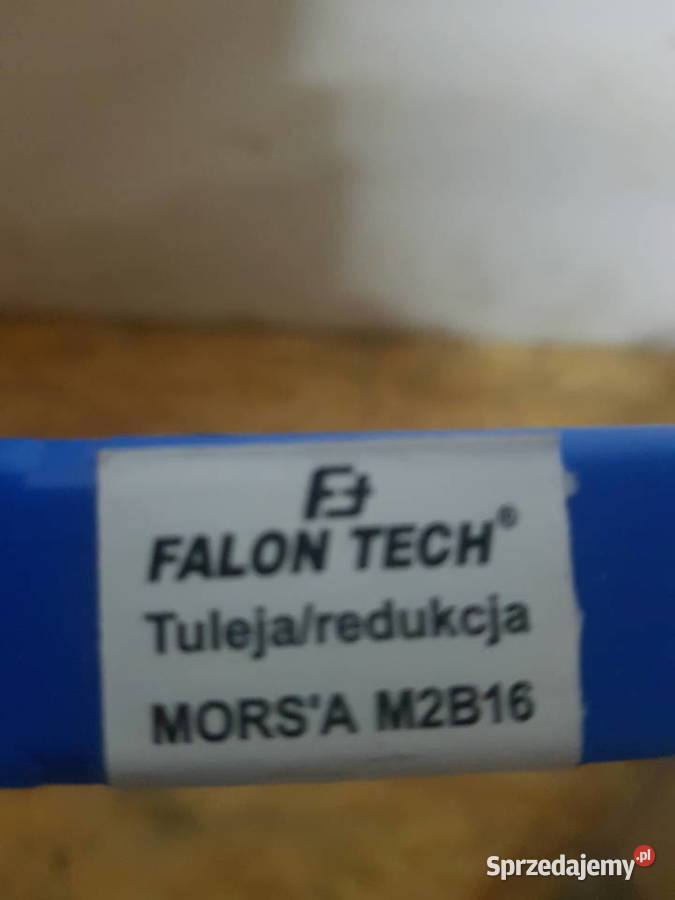 Ft
FALON TECH®
Tuleja/redukcja
MORS'A M2B16
Sprzedajemy.pl